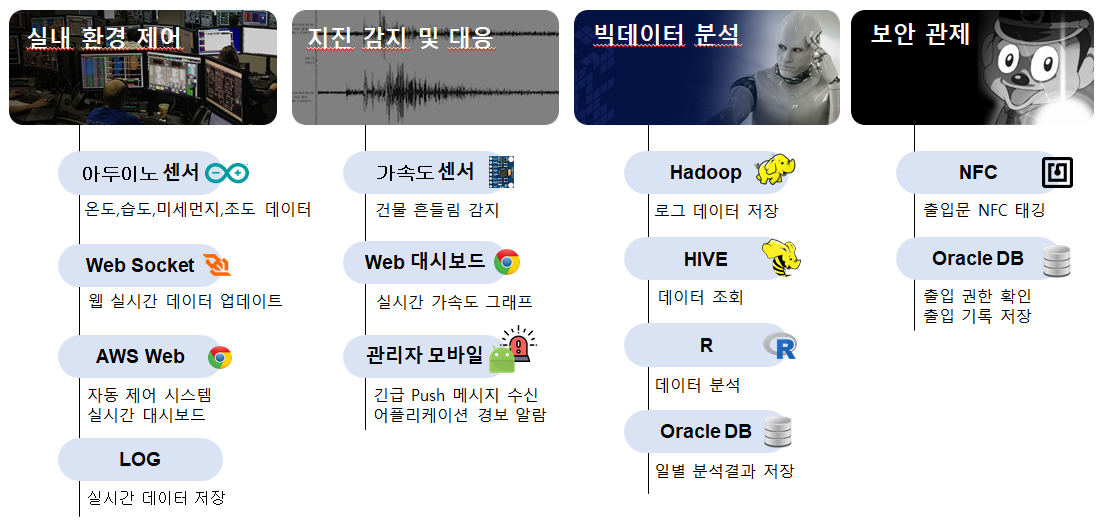 실내 환경 제어
아두이노 센서
온도,습도,미세먼지,조도 데이터
Web Socket
웹 실시간 데이터 업데이트
AWS Web
자동 제어 시스템
실시간 대시보드
LOG
실시간 데이터 저장
지진 감지 및 대응
가속도 센서
건물 흔들림 감지
Web 대시보드
실시간 가속도 그래프
관리자 모바일
긴급 Push 메시지 수신
어플리케이션 경보 알람
빅데이터 분석
Hadoop
로그 데이터 저장
HIVE
데이터 조회
R
R
데이터 분석
Oracle DB
일별 분석결과 저장
보안 관제
NFC
출입문 NFC 태깅
Oracle DB
출입 권한 확인
출입 기록 저장